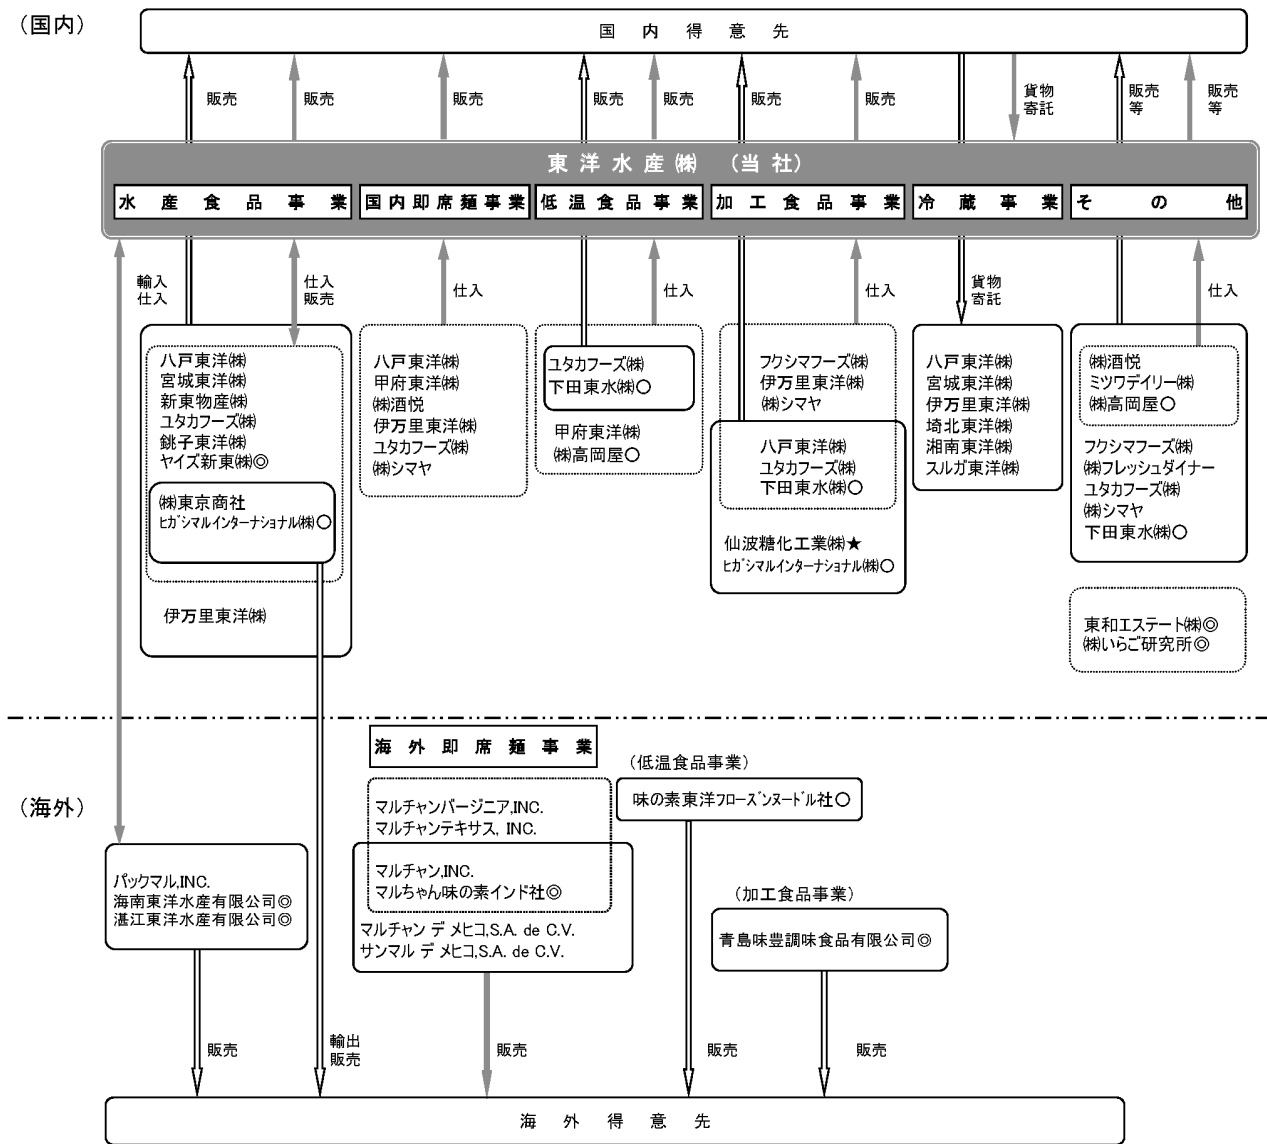 （国内）
国内得意先
販売
販売
販売
販売
販売
販売
販売
貨物
寄託
販売
等
販売
等
東洋水産㈱　（当社）
水産食品事業
国内即席麺事業
低温食品事業
加工食品事業
冷蔵事業
その他
輸入
仕入
仕入
販売
仕入
仕入
仕入
貨物
寄託
仕入
八戸東洋㈱
宮城東洋㈱
新東物産㈱
ユタカフーズ㈱
銚子東洋㈱
ヤイズ新東㈱◎
㈱東京商社
ヒガシマルインターナショナル㈱○
伊万里東洋㈱
八戸東洋㈱
甲府東洋㈱
㈱酒悦
伊万里東洋㈱
ユタカフーズ㈱
㈱シマヤ
ユタカフーズ㈱
下田東水㈱○
甲府東洋㈱
㈱高岡屋○
フクシマフーズ㈱
伊万里東洋㈱
㈱シマヤ
八戸東洋㈱
ユタカフーズ㈱
下田東水㈱○
仙波糖化工業㈱★
ヒガシマルインターナショナル㈱○
八戸東洋㈱
宮城東洋㈱
伊万里東洋㈱
埼北東洋㈱
湘南東洋㈱
スルガ東洋㈱
㈱酒悦
ミツワデイリー㈱
㈱高岡屋○
フクシマフーズ㈱
㈱フレッシュダイナー
ユタカフーズ㈱
㈱シマヤ
下田東水㈱○
東和エステート㈱◎
㈱いらご研究所◎
（海外）
パックマル,INC.
海南東洋水産有限公司◎
湛江東洋水産有限公司◎
海外即席麺事業
マルチャンバージニア,INC.
マルチャンテキサス, INC.
マルチャン,INC.
マルちゃん味の素インド社◎
マルチャン デ メヒコ,S.A. de C.V.
サンマル デ メヒコ,S.A. de C.V.
（低温食品事業）
味の素東洋フローズンヌードル社○
（加工食品事業）
青島味豊調味食品有限公司◎
販売
輸出
販売
販売
販売
販売
海外得意先